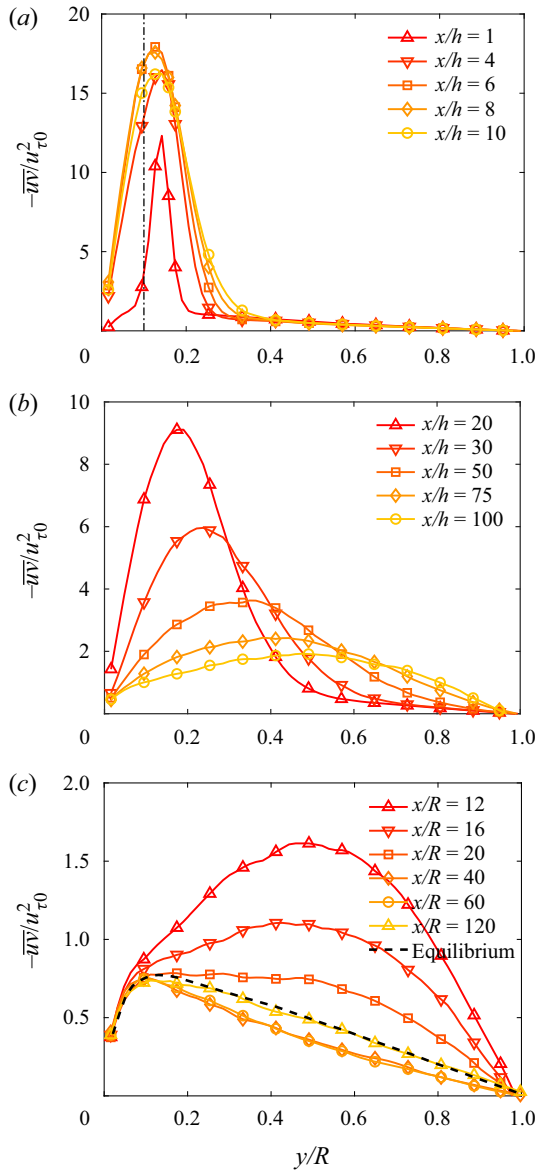 (a)
20
15
10
5
0
0.2
0.4
0.6
0.8
1.0
−uv̅/u²τ0
x/h = 1
x/h = 4
x/h = 6
x/h = 8
x/h = 10
(b)
10
8
6
4
2
0
0.2
0.4
0.6
0.8
1.0
−uv̅/u²τ0
x/h = 20
x/h = 30
x/h = 50
x/h = 75
x/h = 100
(c)
2.0
1.5
1.0
0.5
0
0.2
0.4
0.6
0.8
1.0
−uv̅/u²τ0
x/R = 12
x/R = 16
x/R = 20
x/R = 40
x/R = 60
x/R = 120
Equilibrium
y/R